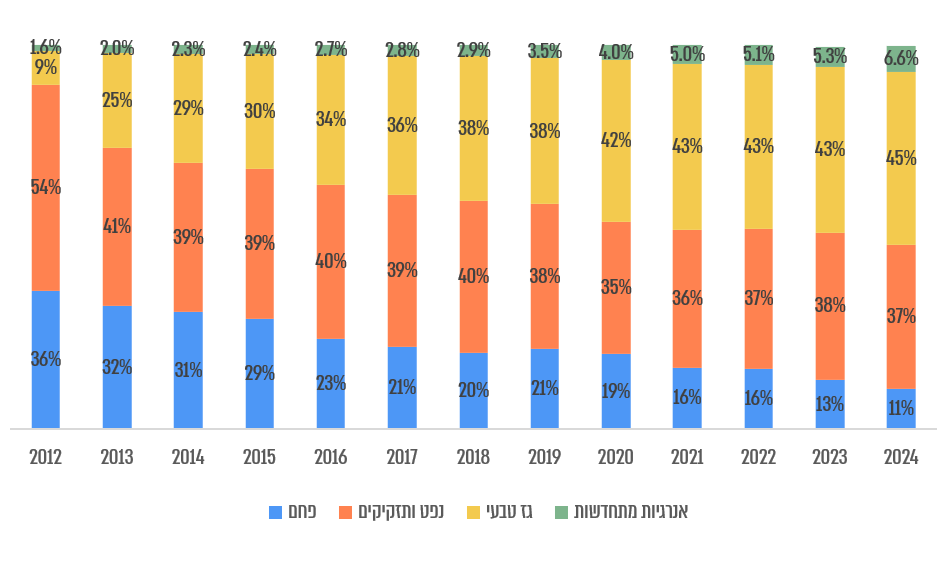 1.6% 2.0% 2.3% 2.4% 2.7% 2.8% 2.9% 3.5% 4.0% 5.0% 5.1% 5.3% 6.6%
9% 25% 29% 30% 34% 36% 38% 38% 42% 43% 43% 43% 45%
54% 41% 39% 39% 40% 39% 40% 38% 35% 36% 37% 38% 37%
36% 32% 31% 29% 23% 21% 20% 21% 19% 16% 16% 13% 11%
2012 2013 2014 2015 2016 2017 2018 2019 2020 2021 2022 2023 2024
פחם נפט ותזקיקים גז טבעי אנרגיות מתחדשות